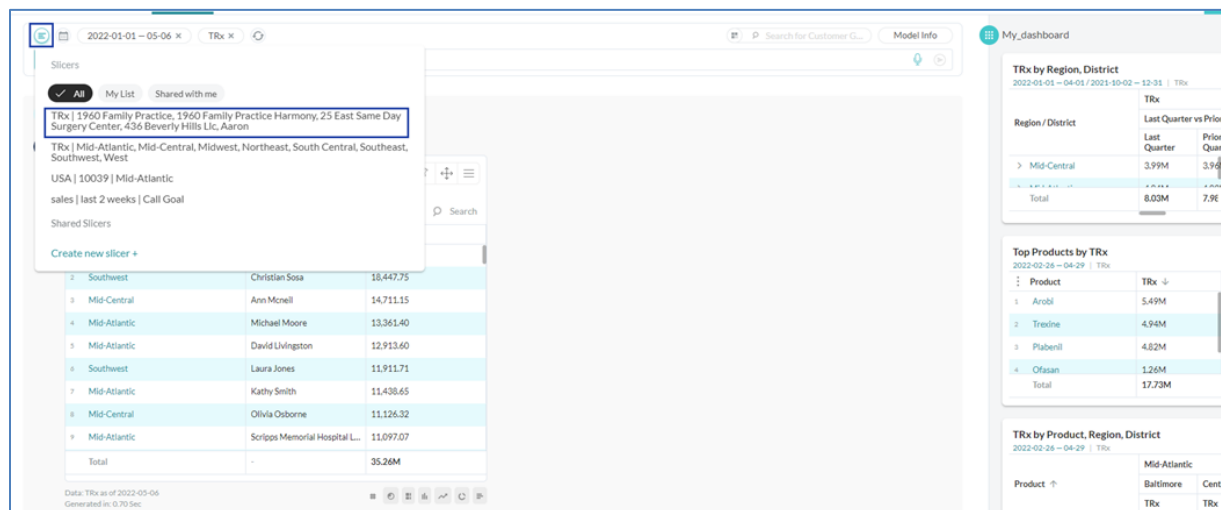 2022-01-01 — 05-06 ×
TRx ×
Search for Customer G...
Model Info
Slicers
All
My List
Shared with me
TRx | 1960 Family Practice, 1960 Family Practice Harmony, 25 East Same Day
Surgery Center, 436 Beverly Hills Llc, Aaron
TRx | Mid-Atlantic, Mid-Central, Midwest, Northeast, South Central, Southeast,
Southwest, West
USA | 10039 | Mid-Atlantic
sales | last 2 weeks | Call Goal
Shared Slicers
Create new slicer +
Search
2 Southwest Christian Sosa 18,447.75
3 Mid-Central Ann Mcneil 14,711.15
4 Mid-Atlantic Michael Moore 13,361.40
5 Mid-Atlantic David Livingston 12,913.60
6 Southwest Laura Jones 11,911.71
7 Mid-Atlantic Kathy Smith 11,438.65
8 Mid-Central Olivia Osborne 11,126.32
9 Mid-Atlantic Scripps Memorial Hospital L... 11,097.07
Total - 35.26M
Data: TRx as of 2022-05-06
Generated in: 0.70 Sec
My_dashboard
TRx by Region, District
2022-01-01 — 04-01 / 2021-10-02 — 12-31 | TRx
TRx
Region / District
Last Quarter vs Prior
Last
Quarter
Prior
Quar
> Mid-Central 3.99M 3.96
Total 8.03M 7.98
Top Products by TRx
2022-02-26 — 04-29 | TRx
Product TRx ↓
1 Arobi 5.49M
2 Trexine 4.94M
3 Plabenil 4.82M
4 Ofasan 1.26M
Total 17.73M
TRx by Product, Region, District
2022-02-26 — 04-29 | TRx
Mid-Atlantic
Product ↑ Baltimore Cent
TRx TRx